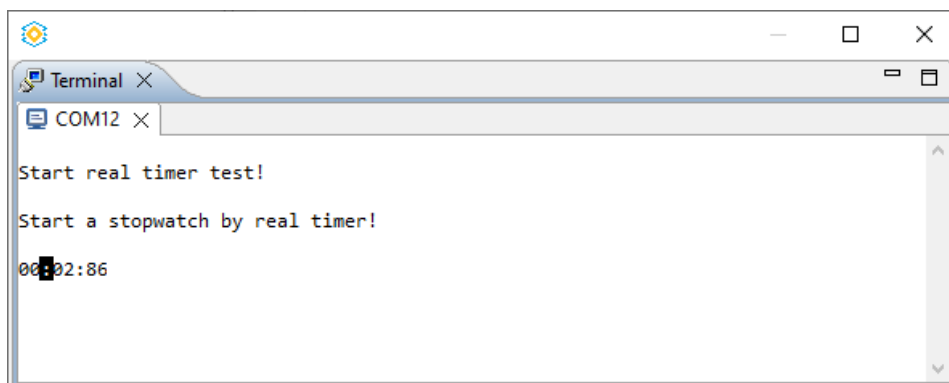 Terminal
COM12
Start real timer test!
Start a stopwatch by real timer!
00:02:86